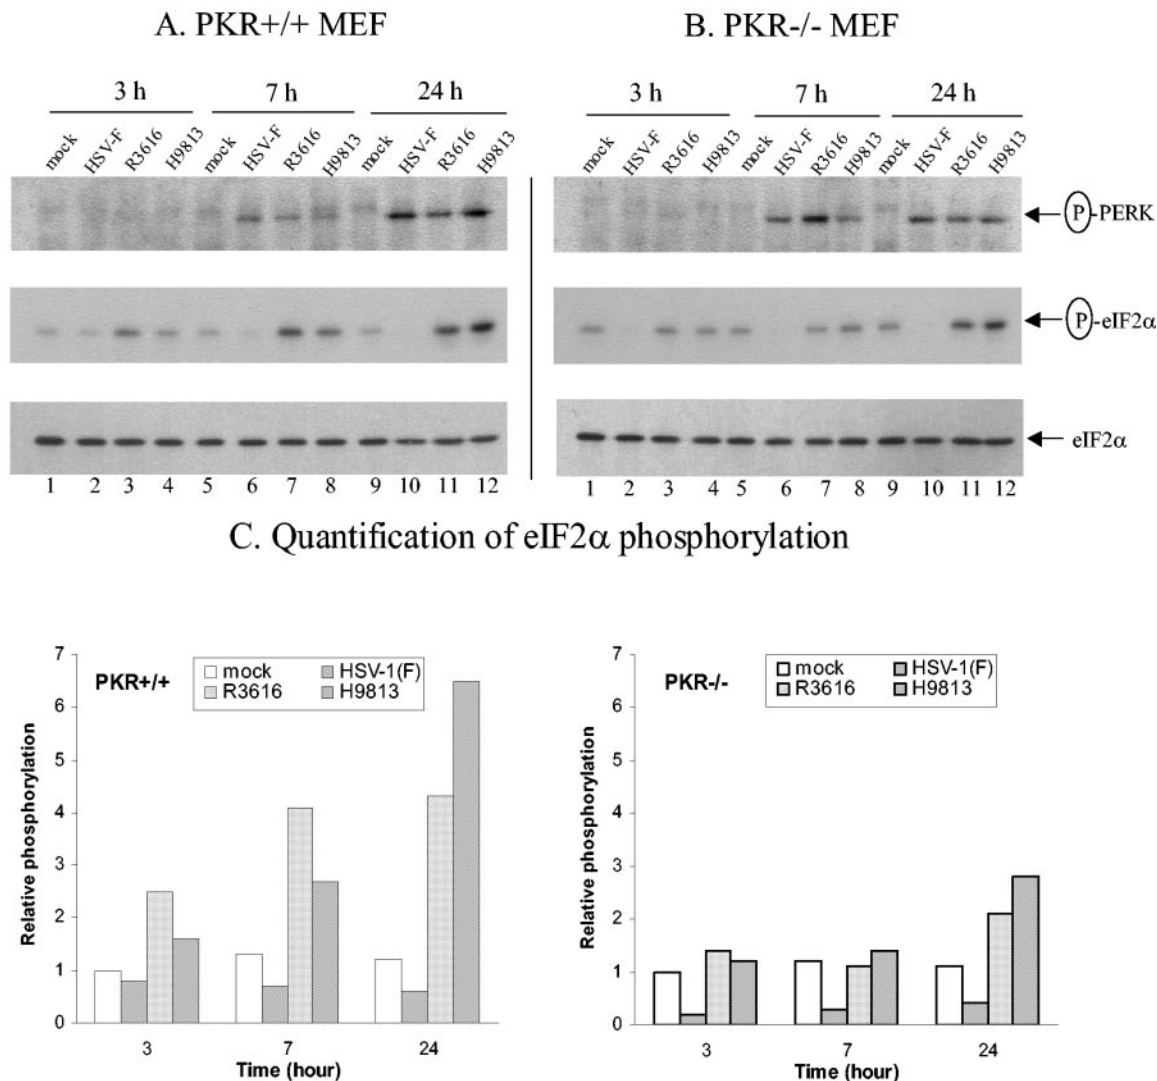 A. PKR+/+ MEF
B. PKR-/- MEF
3 h 7 h 24 h
3 h 7 h 24 h
mock HSV-F R3616 H9813 mock HSV-F R3616 H9813 mock HSV-F R3616 H9813
mock HSV-F R3616 H9813 mock HSV-F R3616 H9813 mock HSV-F R3616 H9813
P-PERK
P-eIF2α
eIF2α
1 2 3 4 5 6 7 8 9 10 11 12
1 2 3 4 5 6 7 8 9 10 11 12
C. Quantification of eIF2α phosphorylation
PKR+/+
mock HSV-1(F)
R3616 H9813
Relative phosphorylation
7
6
5
4
3
2
1
0
3 7 24
Time (hour)
PKR-/-
mock HSV-1(F)
R3616 H9813
Relative phosphorylation
7
6
5
4
3
2
1
0
3 7 24
Time (hour)